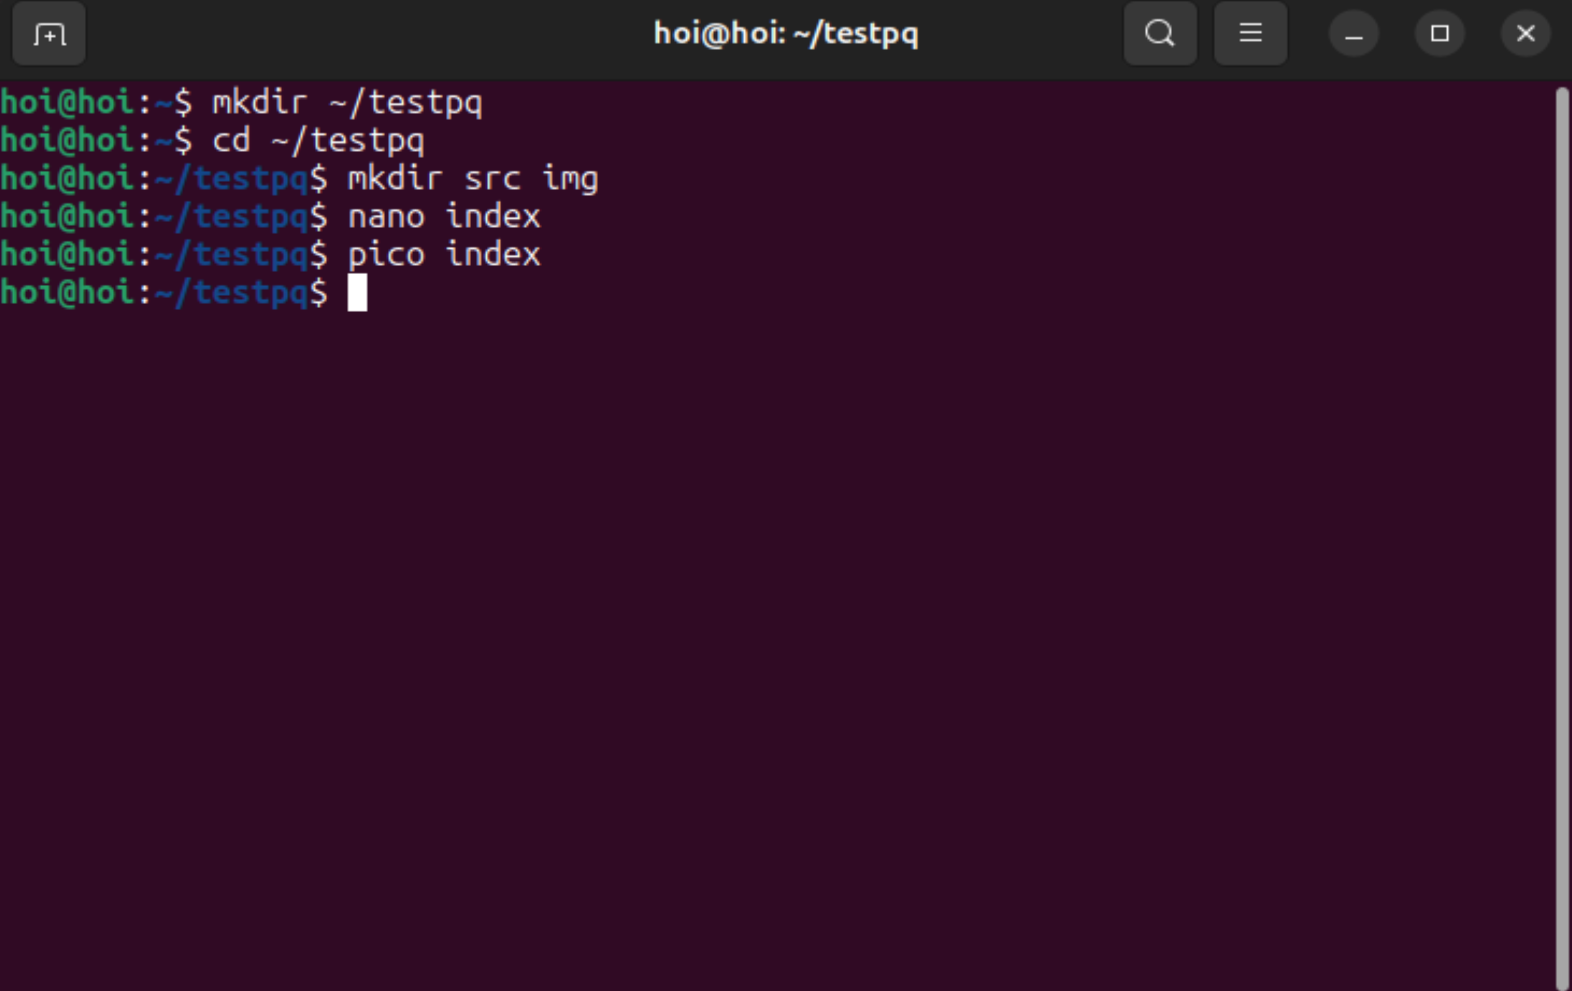 hoi@hoi: ~/testpq
hoi@hoi:~$ mkdir ~/testpq
hoi@hoi:~$ cd ~/testpq
hoi@hoi:~/testpq$ mkdir src img
hoi@hoi:~/testpq$ nano index
hoi@hoi:~/testpq$ pico index
hoi@hoi:~/testpq$